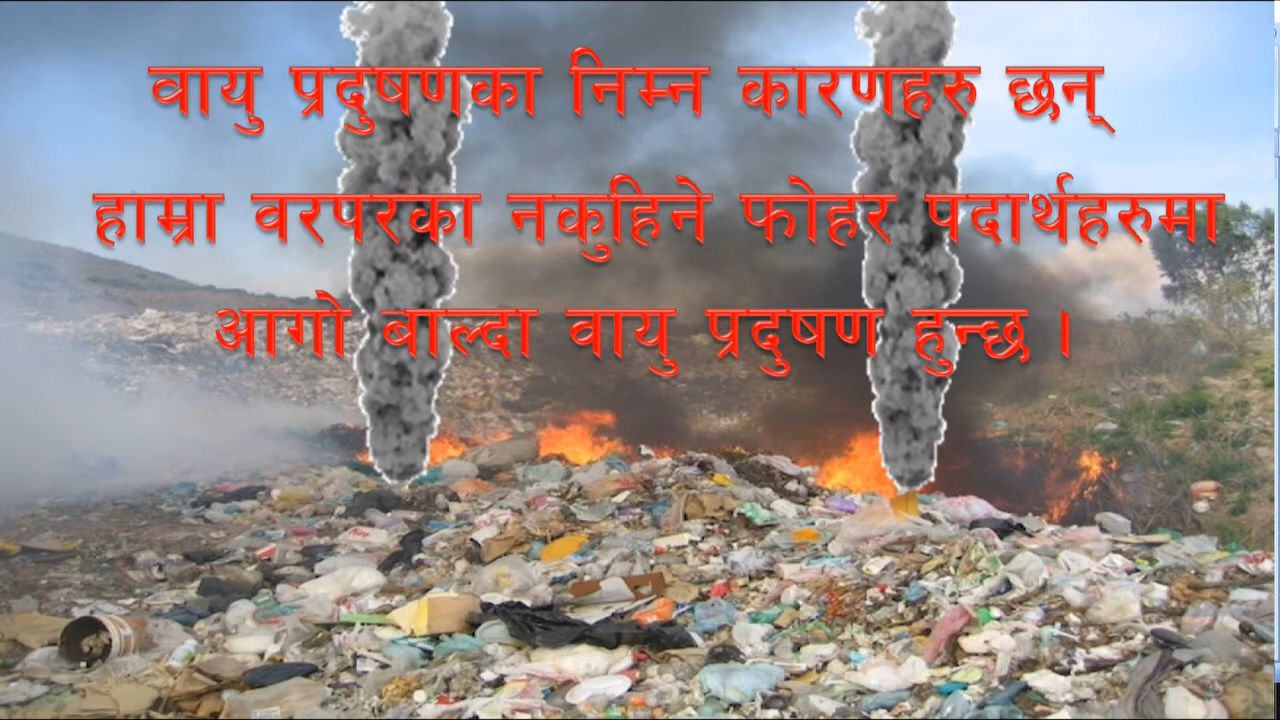 वायु प्रदुषणका निम्न कारणहरु छन्
हाम्रा वरपरका नकुहिने फोहर पदार्थहरुमा
आगो बाल्दा वायु प्रदुषण हुन्छ ।